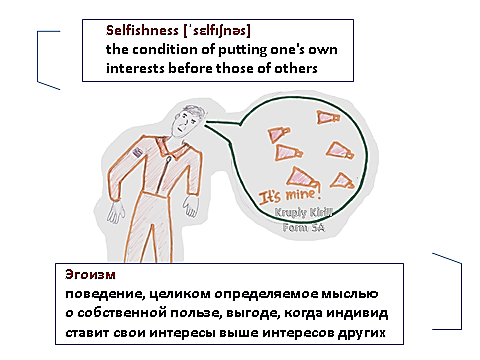 Selfishness [ˈsɛlfɪʃnəs]
the condition of putting one's own
interests before those of others
It's mine!
Kruply Kirill
Form 5A
Эгоизм
поведение, целиком определяемое мыслью
о собственной пользе, выгоде, когда индивид
ставит свои интересы выше интересов других